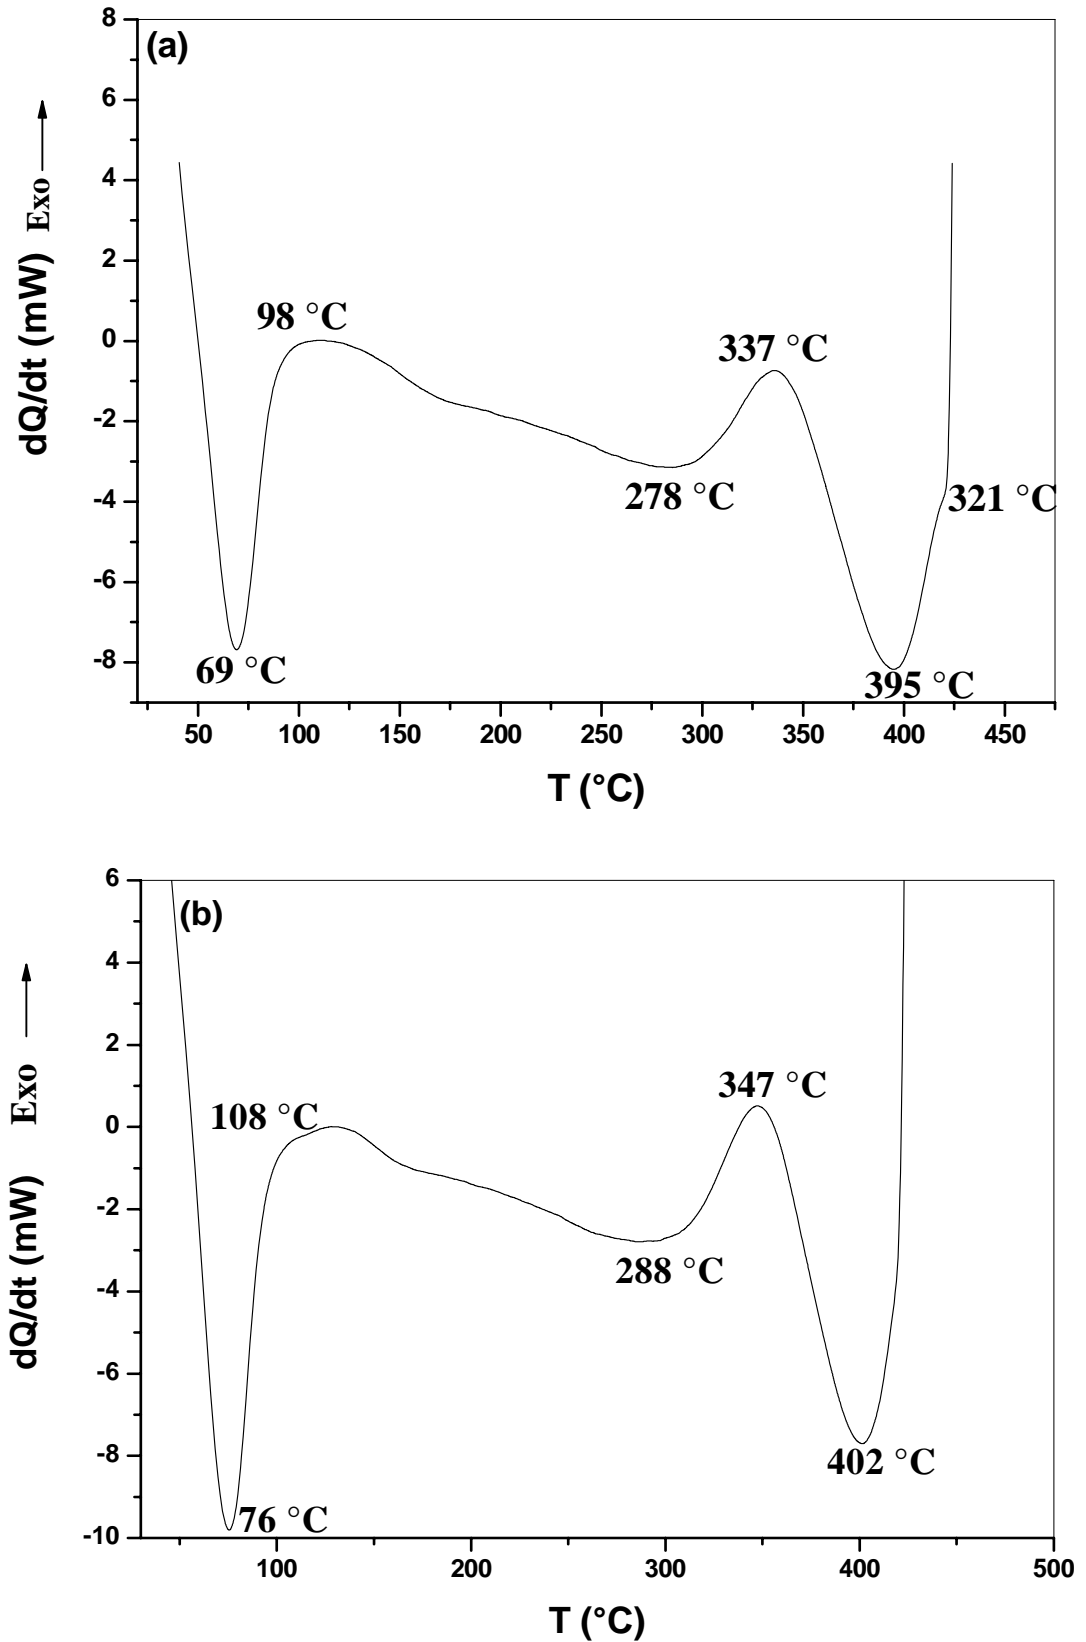 (a)
8
6
4
2
0
-2
-4
-6
-8
dQ/dt (mW) Exo
98 °C
337 °C
278 °C
321 °C
69 °C
395 °C
50 100 150 200 250 300 350 400 450
T (°C)
(b)
6
4
2
0
-2
-4
-6
-8
-10
dQ/dt (mW) Exo
347 °C
108 °C
288 °C
402 °C
76 °C
100 200 300 400 500
T (°C)